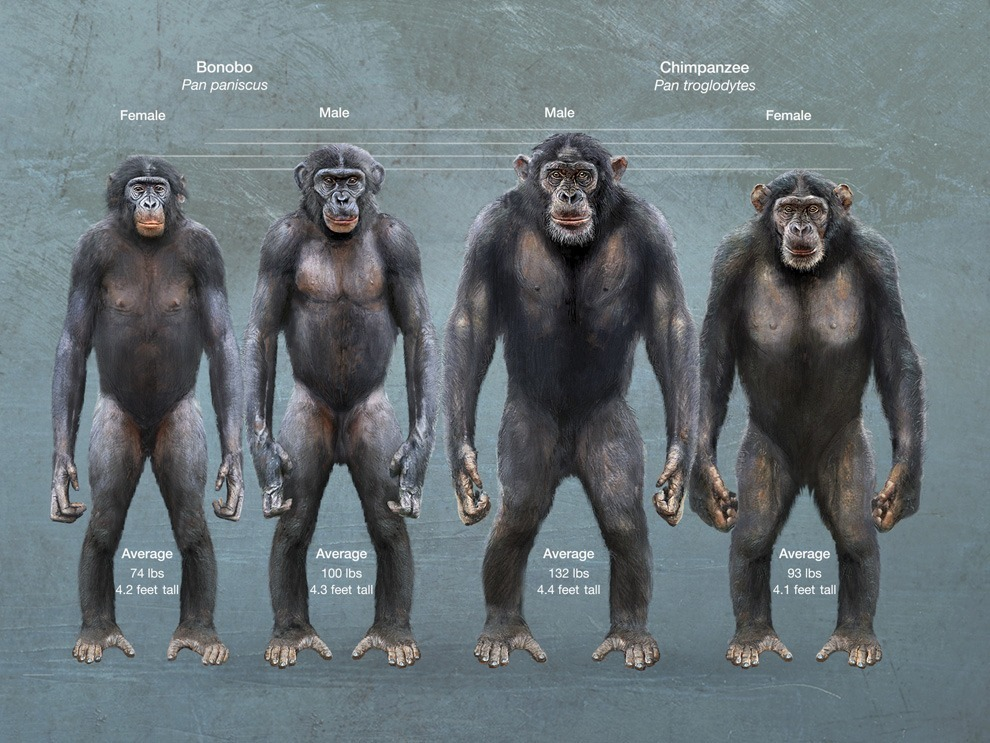 Bonobo
Pan paniscus
Female
Male
Chimpanzee
Pan troglodytes
Male
Female
Average
74 lbs
4.2 feet tall
Average
100 lbs
4.3 feet tall
Average
132 lbs
4.4 feet tall
Average
93 lbs
4.1 feet tall